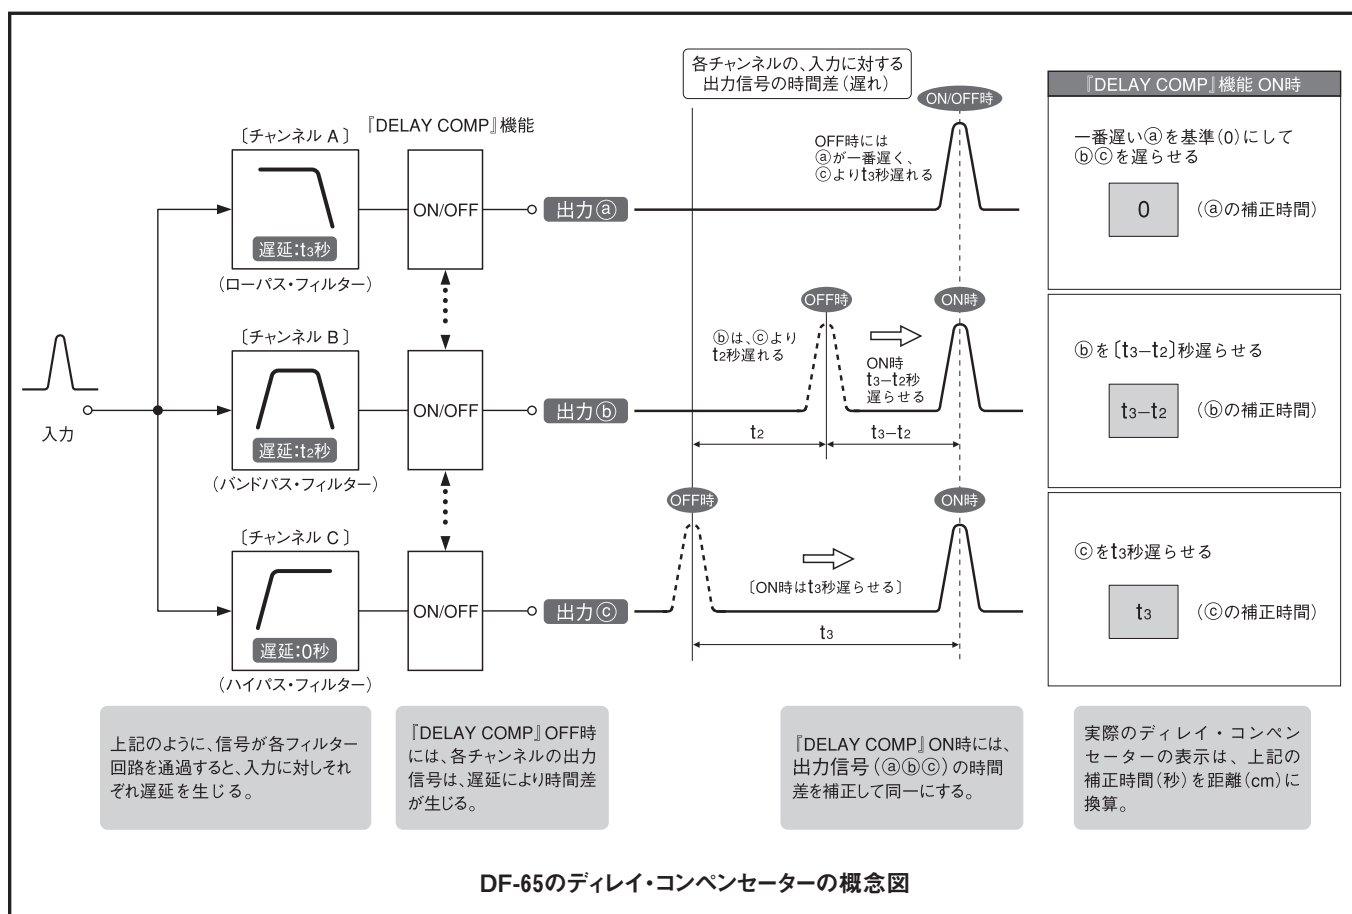 各チャンネルの、入力に対する
出力信号の時間差（遅れ）
『DELAY COMP』機能
〔チャンネル A〕
遅延:t3秒
（ローパス・フィルター）
ON/OFF
出力ⓐ
OFF時には
ⓐが一番遅く、
ⓒよりt3秒遅れる
ON/OFF時
入力
〔チャンネル B〕
遅延:t2秒
（バンドパス・フィルター）
ON/OFF
出力ⓑ
ⓑは、ⓒより
t2秒遅れる
OFF時
ON時
t3−t2秒
遅らせる
ON時
t2
t3−t2
〔チャンネル C〕
遅延:0秒
（ハイパス・フィルター）
ON/OFF
出力ⓒ
OFF時
〔ON時はt3秒遅らせる〕
ON時
t3
『DELAY COMP』機能 ON時
一番遅いⓐを基準（0）にして
ⓑⓒを遅らせる
0 （ⓐの補正時間）
ⓑを〔t3−t2〕秒遅らせる
t3−t2 （ⓑの補正時間）
ⓒをt3秒遅らせる
t3 （ⓒの補正時間）
上記のように、信号が各フィルター
回路を通過すると、入力に対しそれ
ぞれ遅延を生じる。
『DELAY COMP』OFF時
には、各チャンネルの出力
信号は、遅延により時間差
が生じる。
『DELAY COMP』ON時には、
出力信号（ⓐⓑⓒ）の時間
差を補正して同一にする。
実際のディレイ・コンペン
セーターの表示は、上記の
補正時間（秒）を距離（cm）に
換算。
DF-65のディレイ・コンペンセーターの概念図